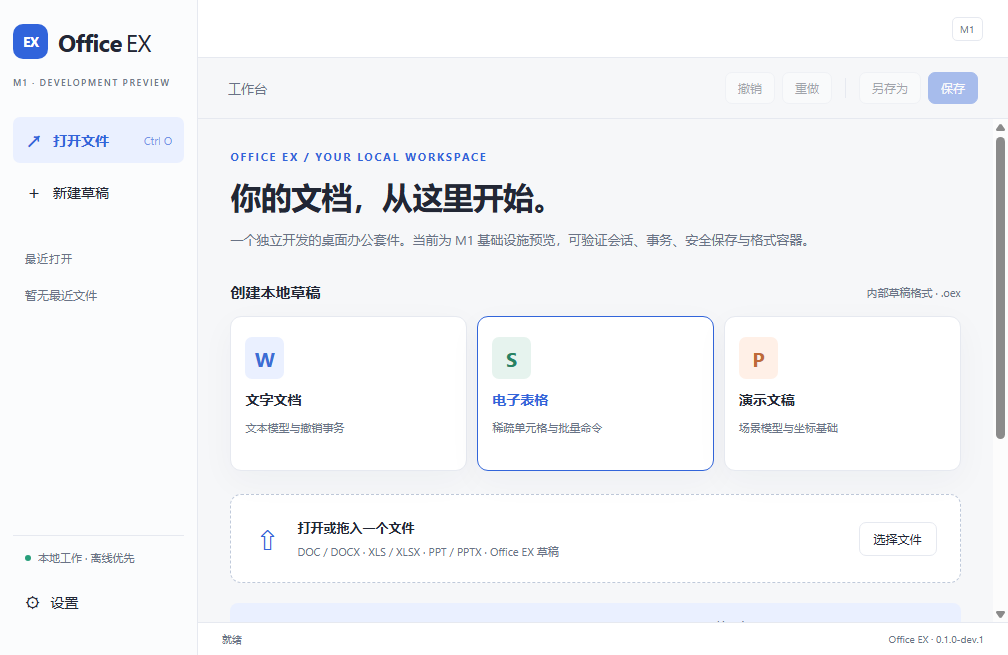 EX Office EX
M1 · DEVELOPMENT PREVIEW
打开文件 Ctrl O
+ 新建草稿
最近打开
暂无最近文件
本地工作 · 离线优先
设置
M1
工作台
撤销 重做 另存为 保存
OFFICE EX / YOUR LOCAL WORKSPACE
你的文档，从这里开始。
一个独立开发的桌面办公套件。当前为 M1 基础设施预览，可验证会话、事务、安全保存与格式容器。
创建本地草稿
内部草稿格式 · .oex
W
文字文档
文本模型与撤销事务
S
电子表格
稀疏单元格与批量命令
P
演示文稿
场景模型与坐标基础
打开或拖入一个文件
DOC / DOCX · XLS / XLSX · PPT / PPTX · Office EX 草稿
选择文件
就绪
Office EX · 0.1.0-dev.1